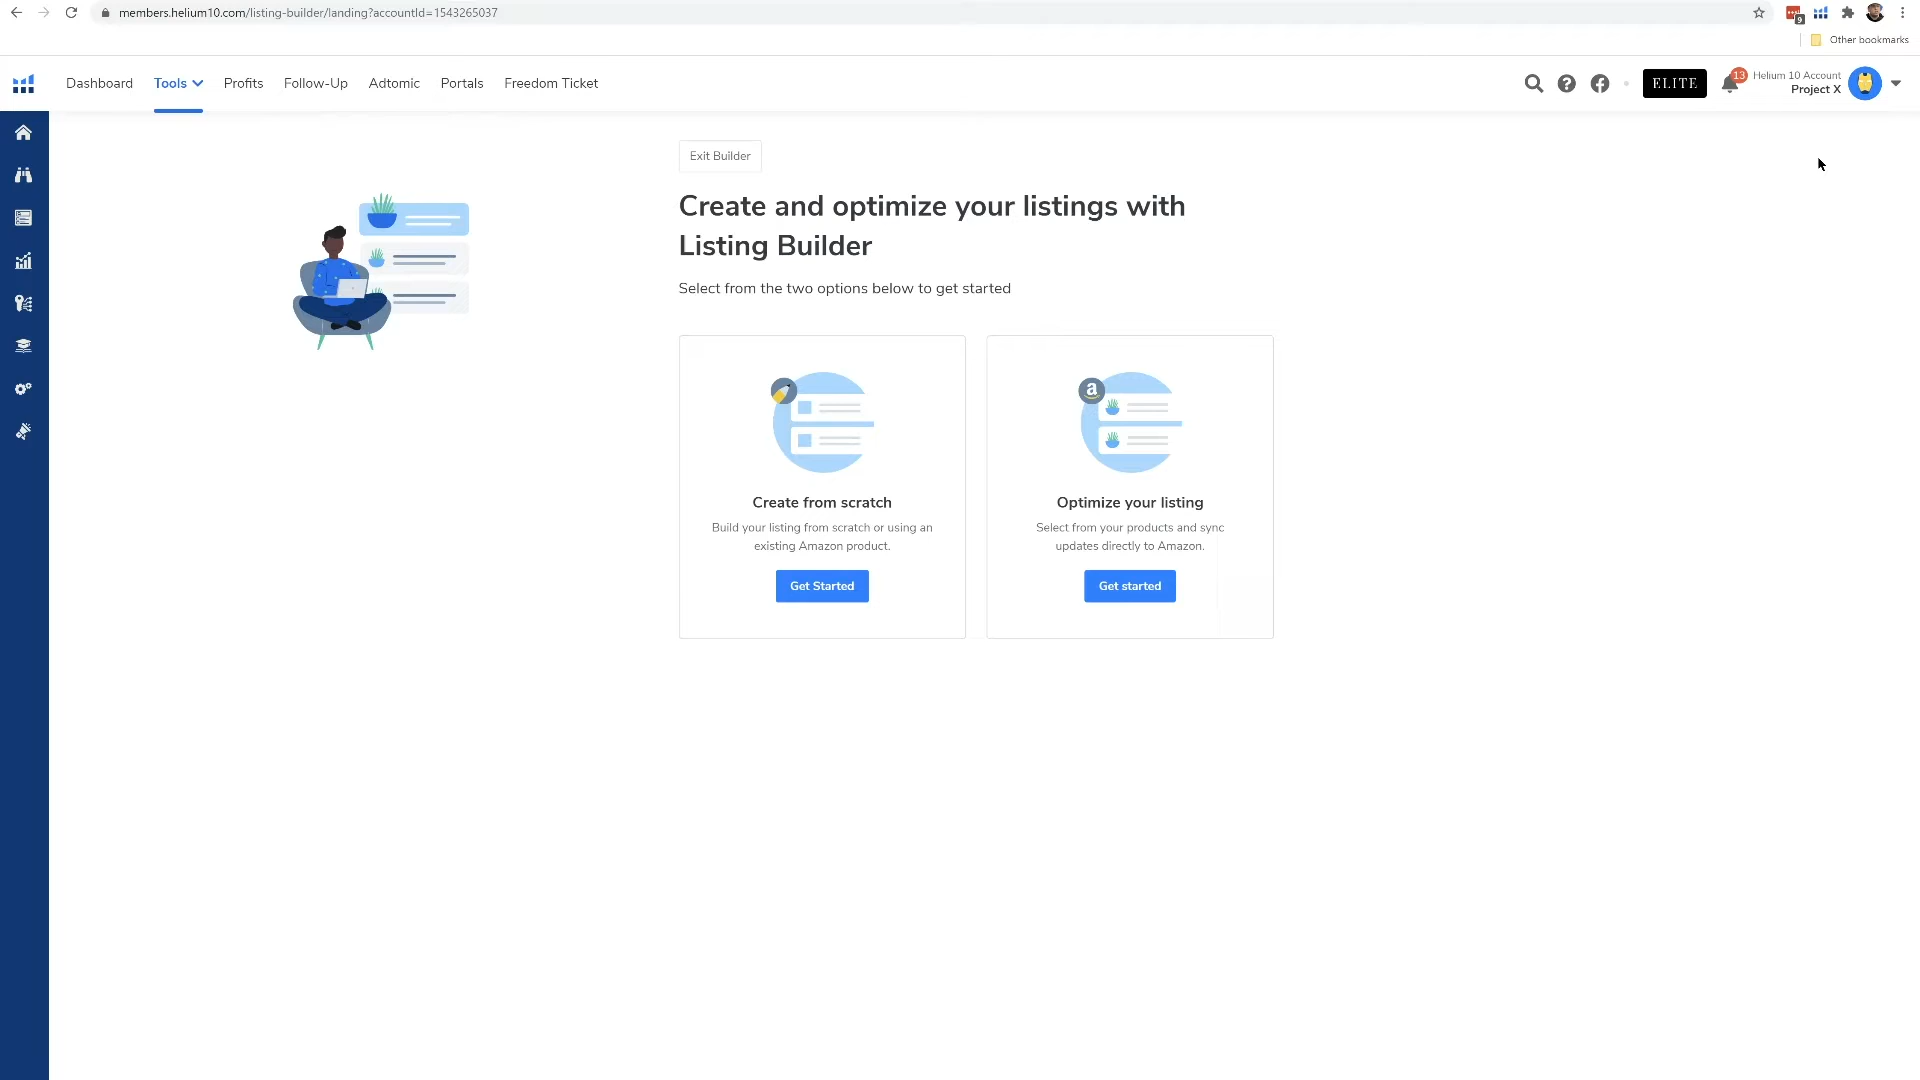 members.helium10.com/listing-builder/landing?accountId=1543265037
9
Other bookmarks
Dashboard
Tools
Profits
Follow-Up
Adtomic
Portals
Freedom Ticket
ELITE
13
Helium 10 Account
Project X
Exit Builder
Create and optimize your listings with
Listing Builder
Select from the two options below to get started
Create from scratch
Build your listing from scratch or using an
existing Amazon product.
Get Started
a
Optimize your listing
Select from your products and sync
updates directly to Amazon.
Get started